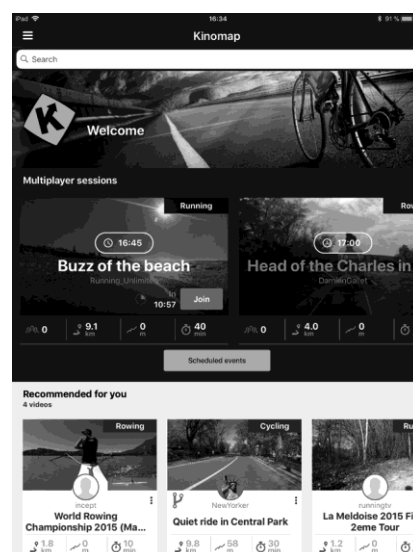 iPad
16:34
91 %
Kinomap
Search
Welcome
Multiplayer sessions
Running
16:45
Buzz of the beach
Running_Unlimited
in
10:57
Join
0
9.1
km
0
m
40
min
Ro
17:00
Head of the Charles in
DamienGallet
0
4.0
km
0
m
Scheduled events
Recommended for you
4 videos
Rowing
incept
World Rowing
Championship 2015 (Ma...
1.8
km
0
m
10
min
Cycling
NewYorker
Quiet ride in Central Park
9.8
km
58
m
30
min
Ru
runningtv
La Meldoise 2015 Fi
2eme Tour
1.2
km
0
m